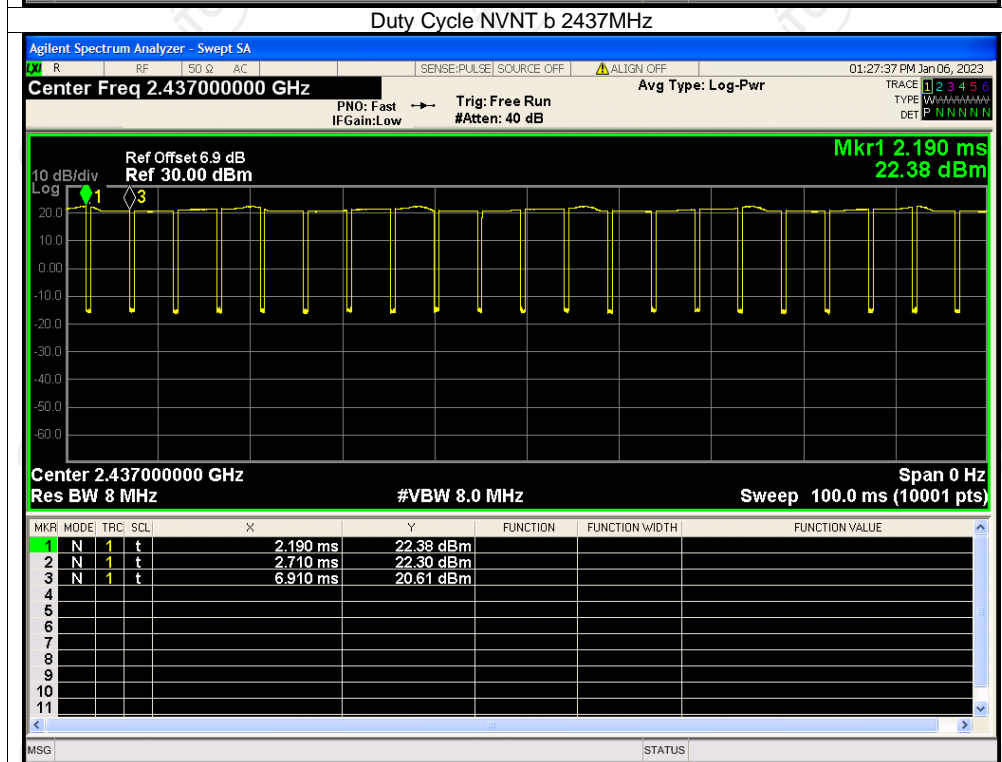 Duty Cycle NVNT b 2437MHz
Agilent Spectrum Analyzer - Swept SA
LXI R RF 50 Ω AC SENSE:PULSE SOURCE OFF ALIGN OFF 01:27:37 PM Jan 06, 2023
Center Freq 2.437000000 GHz
PNO: Fast
IFGain:Low
Trig: Free Run
#Atten: 40 dB
Avg Type: Log-Pwr
TRACE 1 2 3 4 5 6
TYPE WWWWWW
DET P N N N N N
Mkr1 2.190 ms
22.38 dBm
Ref Offset 6.9 dB
10 dB/div Ref 30.00 dBm
Log
1
3
20.0
10.0
0.00
-10.0
-20.0
-30.0
-40.0
-50.0
-60.0
Center 2.437000000 GHz Span 0 Hz
Res BW 8 MHz #VBW 8.0 MHz Sweep 100.0 ms (10001 pts)
MKR MODE TRC SCL X Y FUNCTION FUNCTION WIDTH FUNCTION VALUE
1 N 1 t 2.190 ms 22.38 dBm
2 N 1 t 2.710 ms 22.30 dBm
3 N 1 t 6.910 ms 20.61 dBm
4
5
6
7
8
9
10
11
MSG STATUS